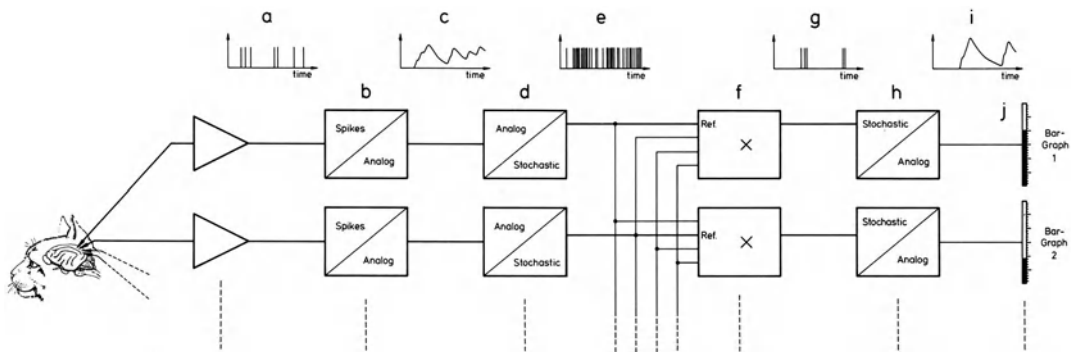 a
c
e
g
i
time
time
time
time
time
b
d
f
h
j
Spikes
Analog
Analog
Stochastic
Ref.
×
Stochastic
Analog
Bar-
Graph
1
Spikes
Analog
Analog
Stochastic
Ref.
×
Stochastic
Analog
Bar-
Graph
2